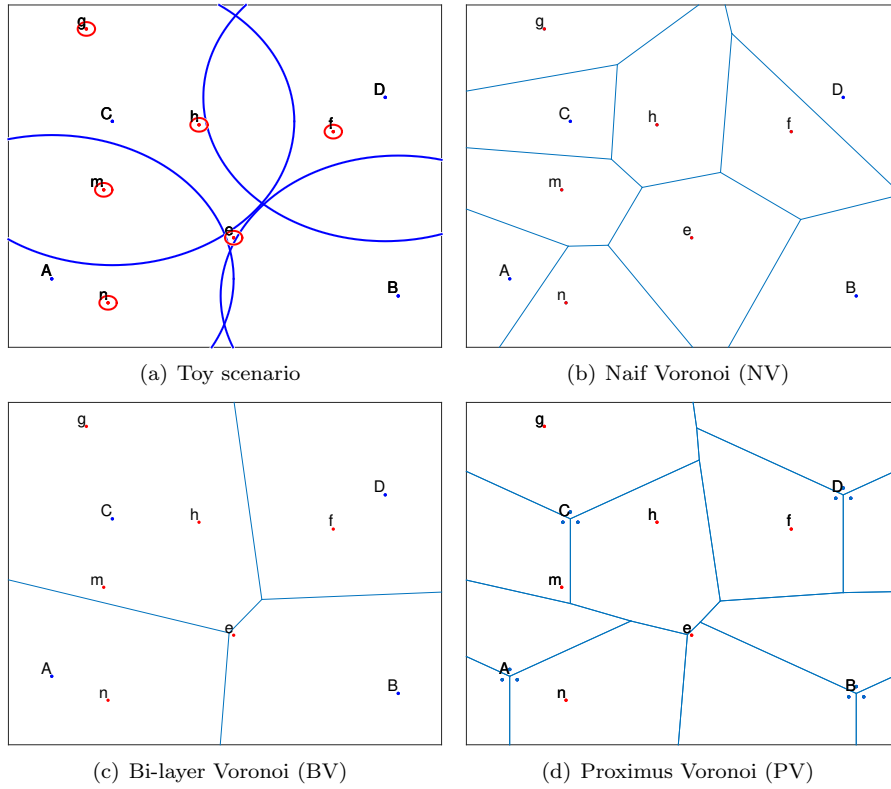 g
D
C
h
f
m
e
A
B
n
(a) Toy scenario
g
D
C
h
f
m
e
A
B
n
(b) Naif Voronoi (NV)
g
D
C
h
f
m
e
A
B
n
(c) Bi-layer Voronoi (BV)
g
D
C
h
f
m
e
A
B
n
(d) Proximus Voronoi (PV)